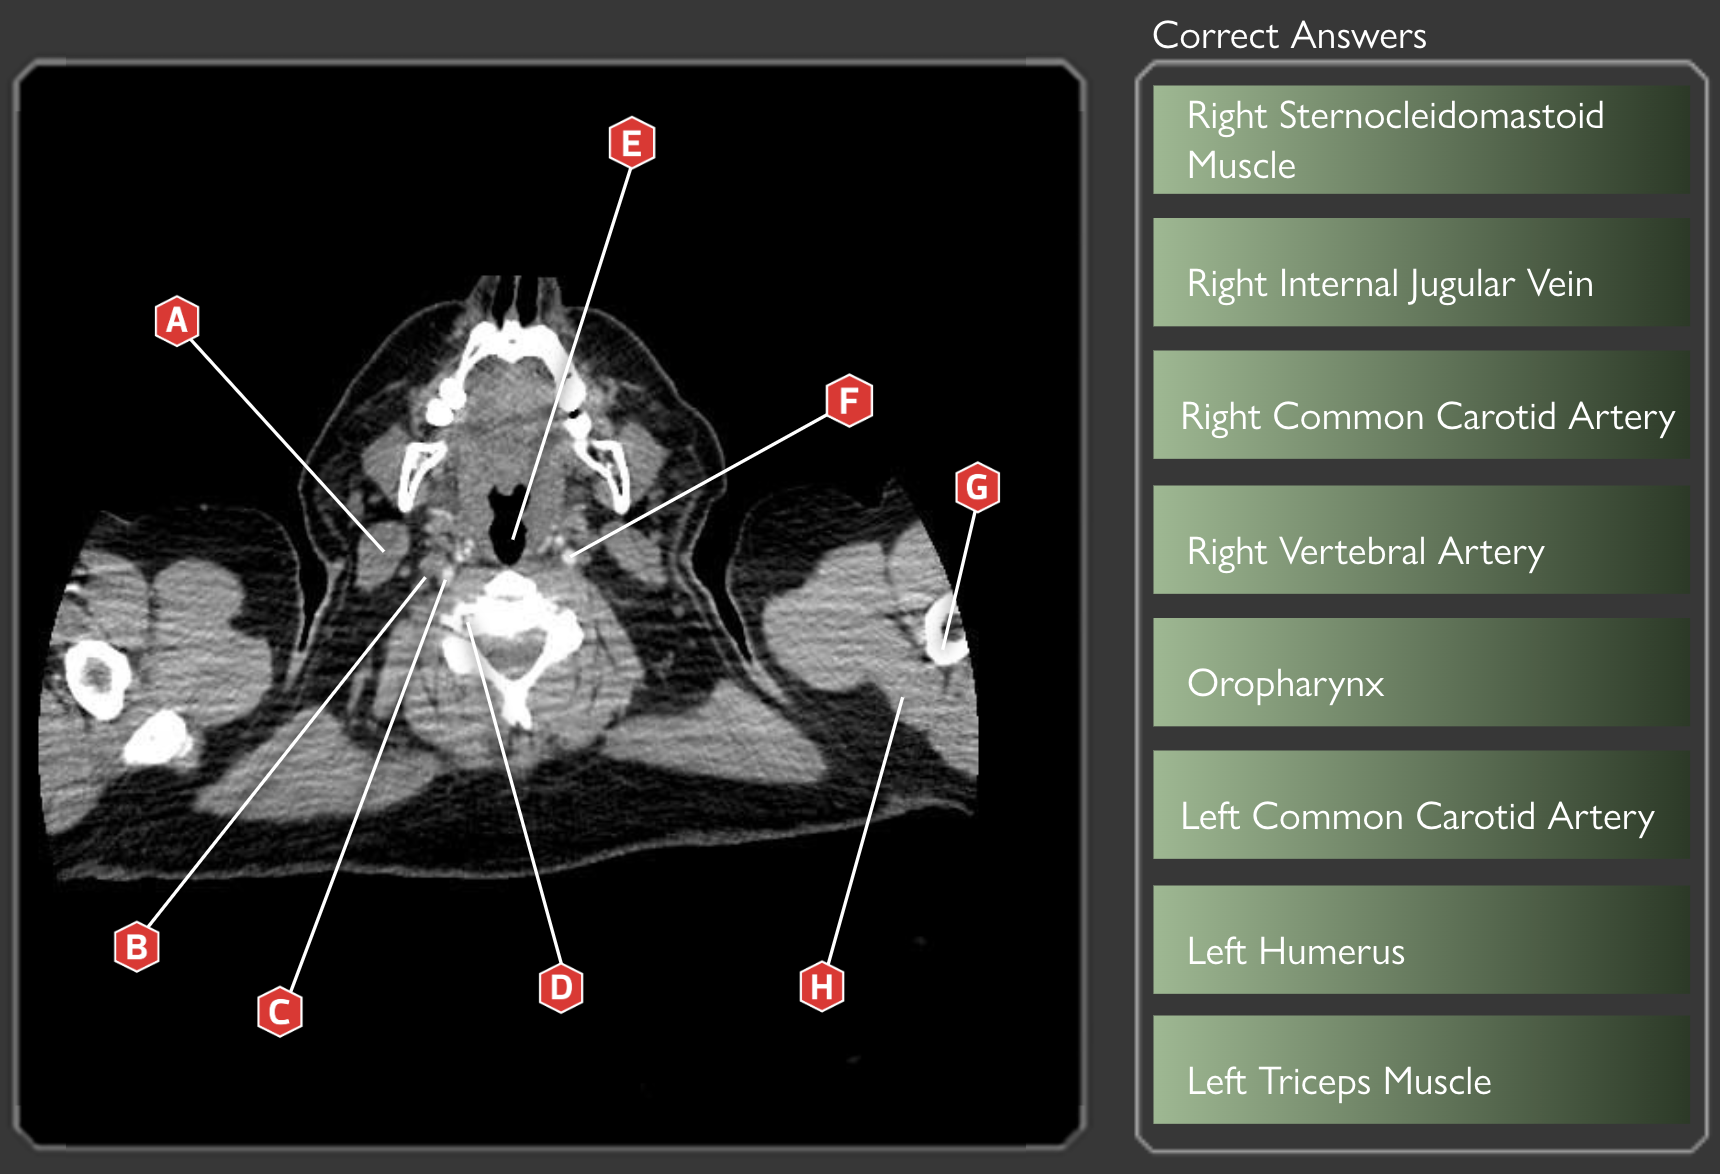 Correct Answers
E
A
F
G
B
C
D
H
Right Sternocleidomastoid
Muscle
Right Internal Jugular Vein
Right Common Carotid Artery
Right Vertebral Artery
Oropharynx
Left Common Carotid Artery
Left Humerus
Left Triceps Muscle